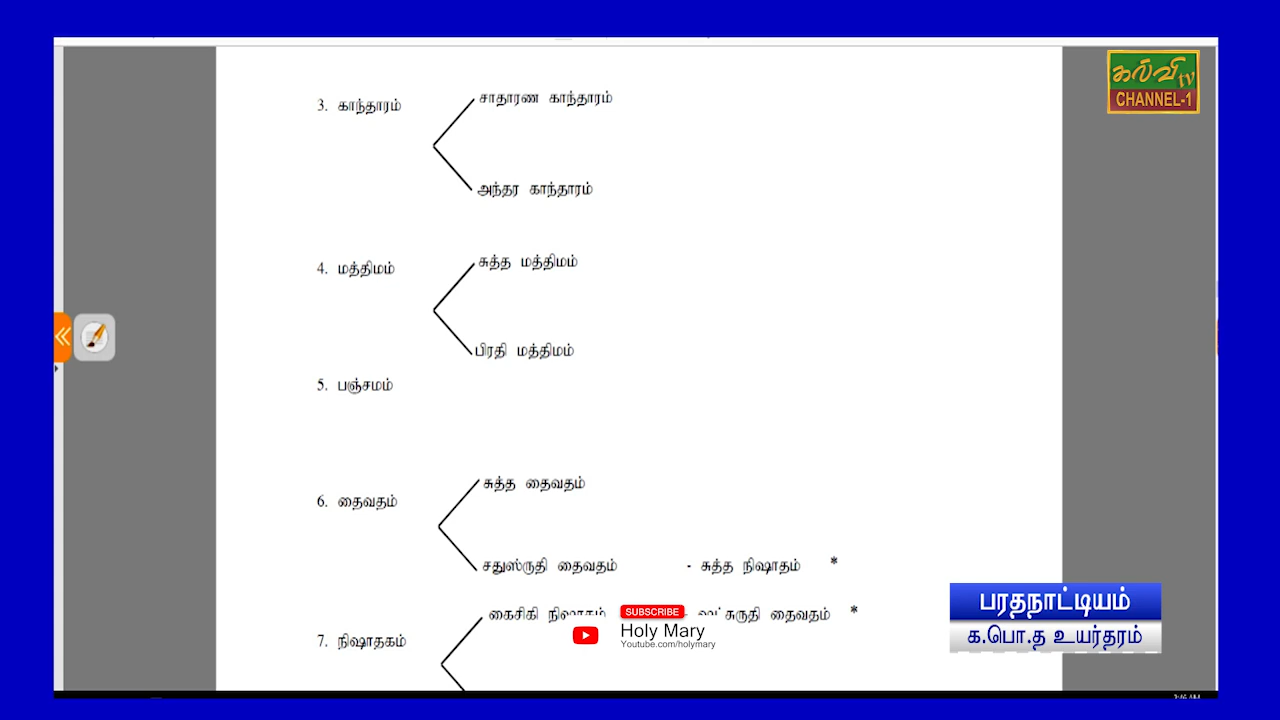 கல்வி tv
CHANNEL-1
3. காந்தாரம்
சாதாரண காந்தாரம்
அந்தர காந்தாரம்
4. மத்திமம்
சுத்த மத்திமம்
பிரதி மத்திமம்
5. பஞ்சமம்
6. தைவதம்
சுத்த தைவதம்
சதுஸ்ருதி தைவதம் - சுத்த நிஷாதம் *
கைசிகி தைவதம் *
7. நிஷாதகம்
SUBSCRIBE
Holy Mary
Youtube.com/holymary
பரதநாட்டியம்
க.பொ.த உயர்தரம்